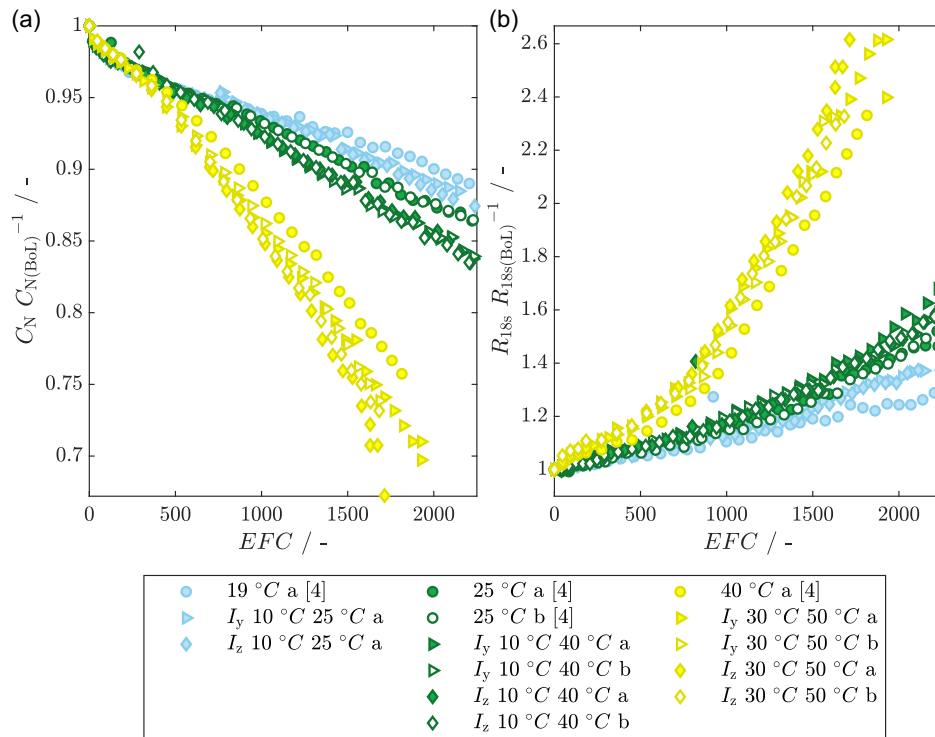 (a)
(b)
1
0.95
0.9
0.85
0.8
0.75
0.7
C_N C_N(BoL)^−1 / -
0 500 1000 1500 2000
EFC / -
2.6
2.4
2.2
2
1.8
1.6
1.4
1.2
1
R_18s R_18s(BoL)^−1 / -
0 500 1000 1500 2000
EFC / -
19 °C a [4]
I_y 10 °C 25 °C a
I_z 10 °C 25 °C a
25 °C a [4]
25 °C b [4]
I_y 10 °C 40 °C a
I_y 10 °C 40 °C b
I_z 10 °C 40 °C a
I_z 10 °C 40 °C b
40 °C a [4]
I_y 30 °C 50 °C a
I_y 30 °C 50 °C b
I_z 30 °C 50 °C a
I_z 30 °C 50 °C b